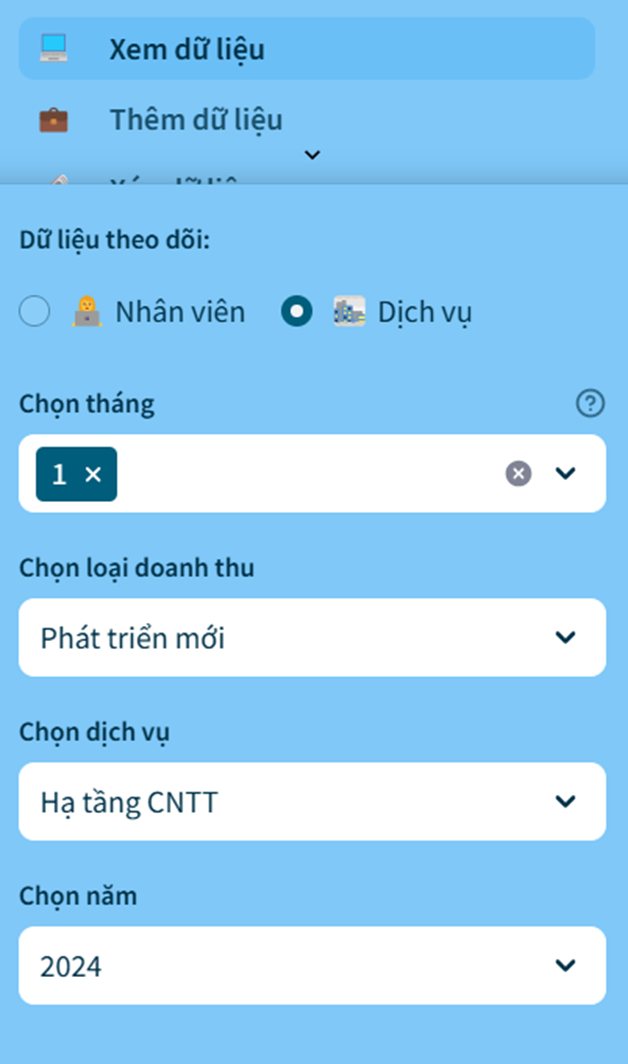 Xem dữ liệu
Thêm dữ liệu
Dữ liệu theo dõi:
Nhân viên Dịch vụ
Chọn tháng
1
Chọn loại doanh thu
Phát triển mới
Chọn dịch vụ
Hạ tầng CNTT
Chọn năm
2024